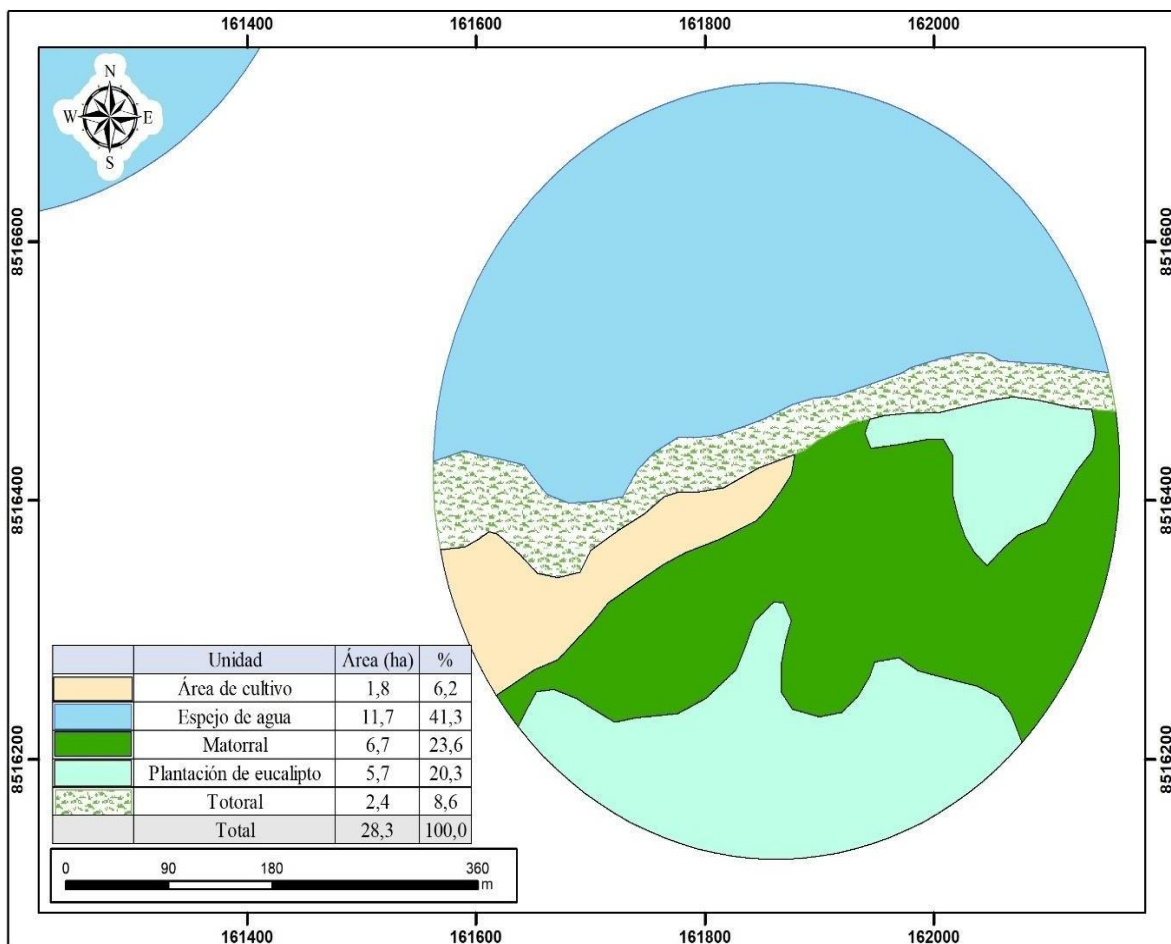 161400 161600 161800 162000
N
W E
S
8516600 8516600
8516400 8516400
8516200 8516200
Unidad Área (ha) %
Área de cultivo 1,8 6,2
Espejo de agua 11,7 41,3
Matorral 6,7 23,6
Plantación de eucalipto 5,7 20,3
Totoral 2,4 8,6
Total 28,3 100,0
0 90 180 360
m
161400 161600 161800 162000